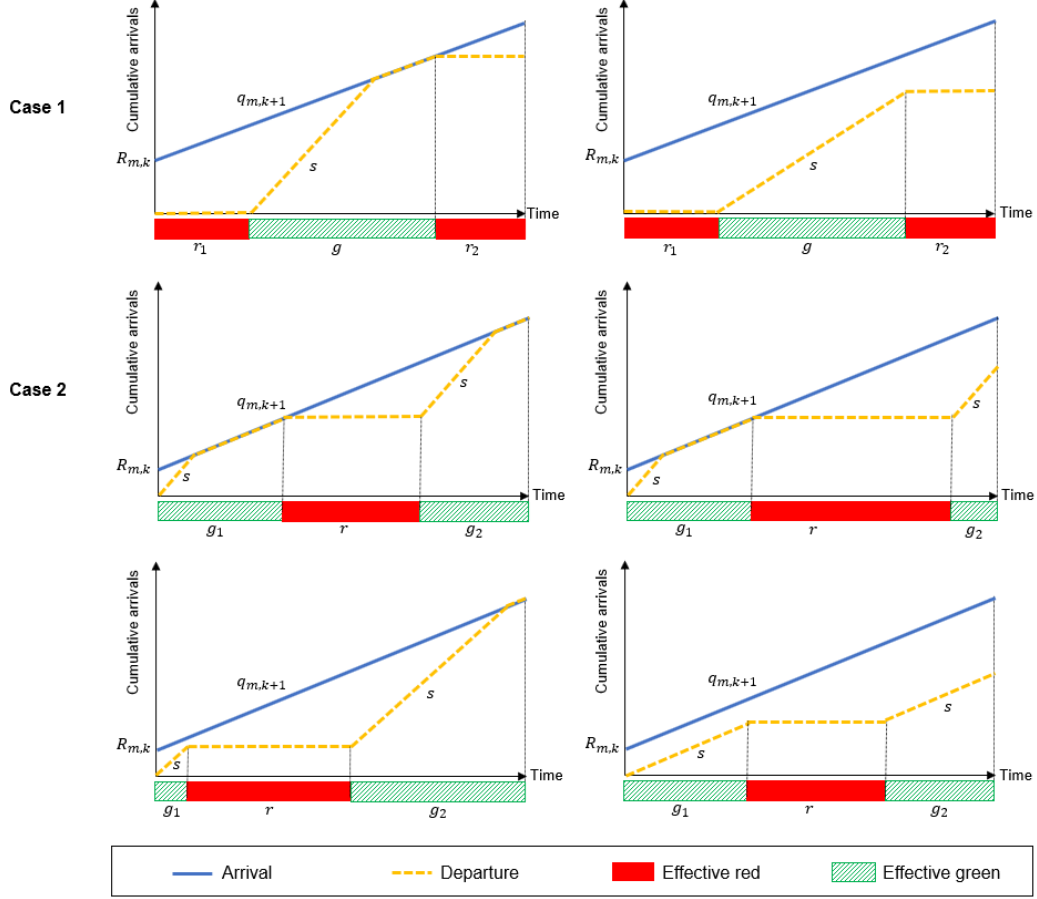 Case 1
Cumulative arrivals
q_{m,k+1}
R_{m,k}
s
Time
r_1
g
r_2
Cumulative arrivals
q_{m,k+1}
R_{m,k}
s
Time
r_1
g
r_2
Case 2
Cumulative arrivals
q_{m,k+1}
s
R_{m,k}
s
Time
g_1
r
g_2
Cumulative arrivals
q_{m,k+1}
s
R_{m,k}
s
Time
g_1
r
g_2
Cumulative arrivals
q_{m,k+1}
s
R_{m,k}
s
Time
g_1
r
g_2
Cumulative arrivals
q_{m,k+1}
R_{m,k}
s
s
Time
g_1
r
g_2
Arrival
Departure
Effective red
Effective green